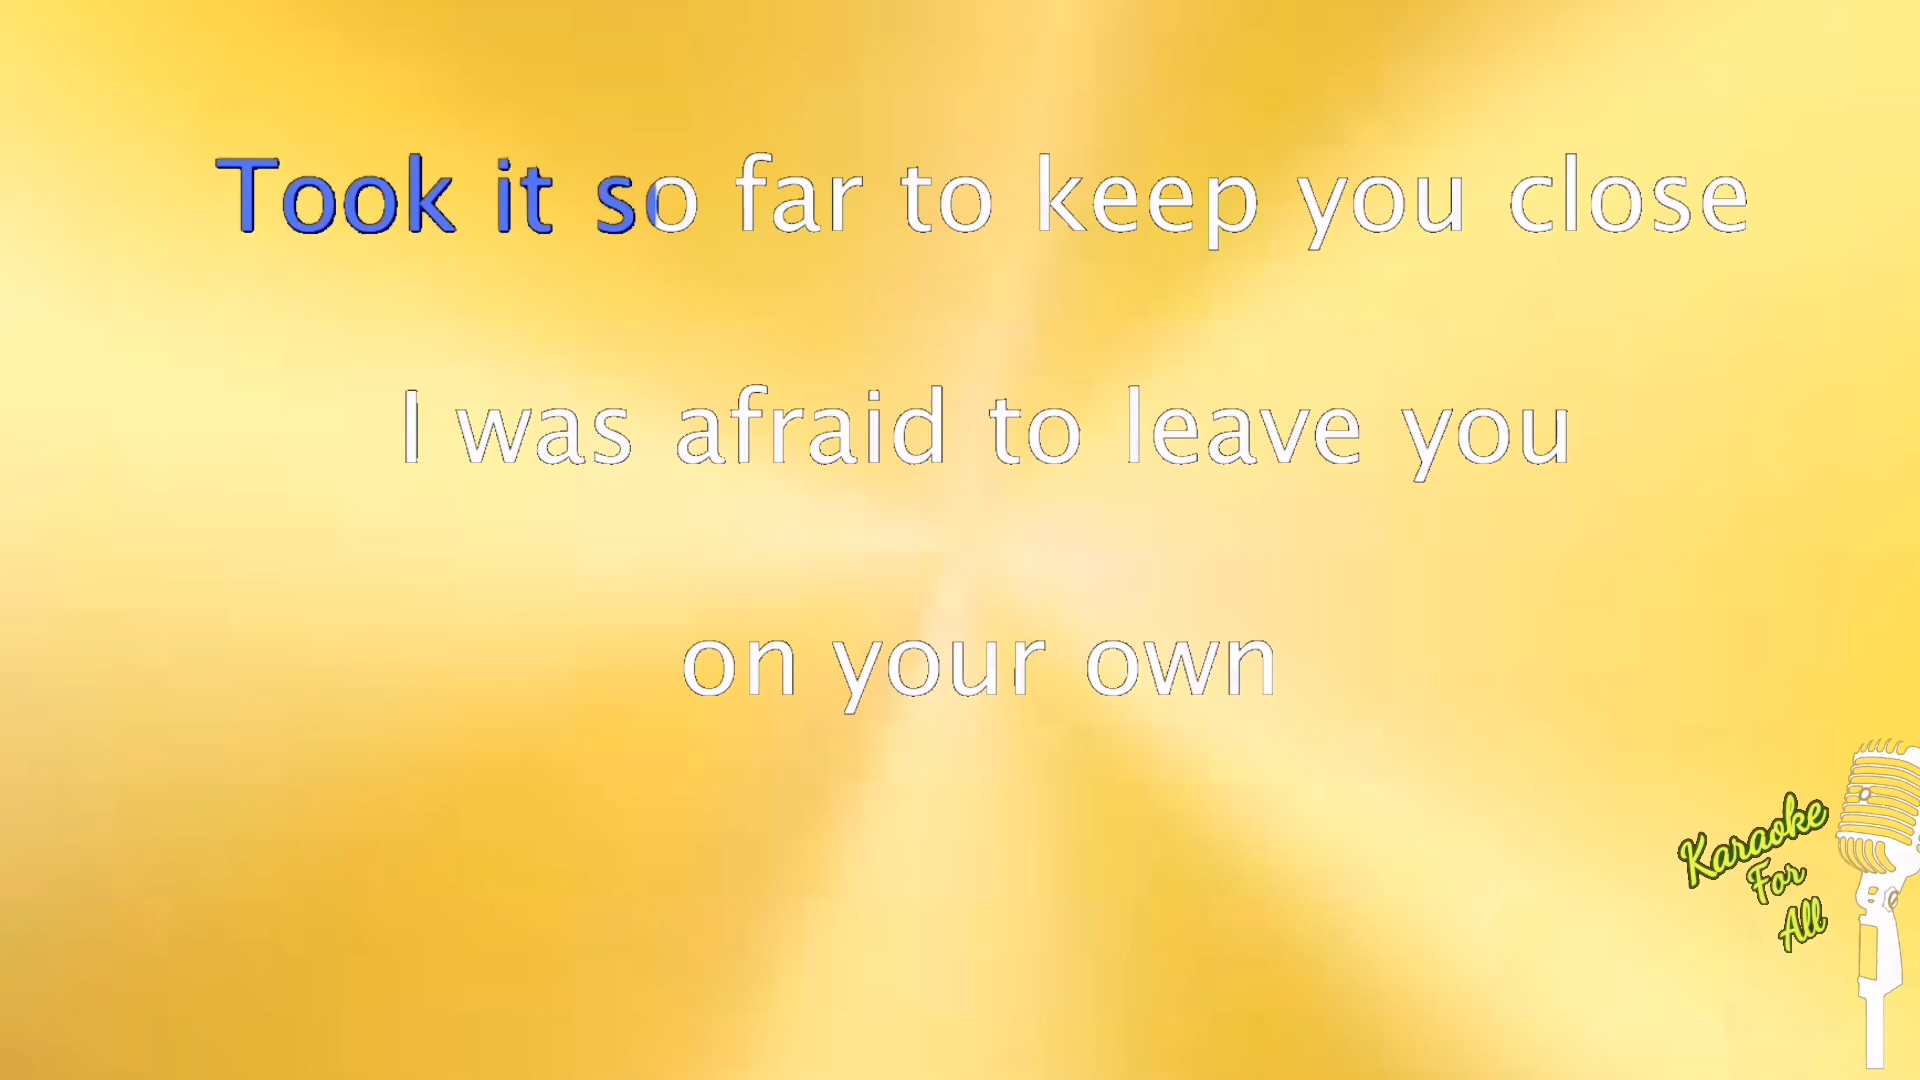 Took it so far to keep you close
I was afraid to leave you
on your own
Karaoke
For
All